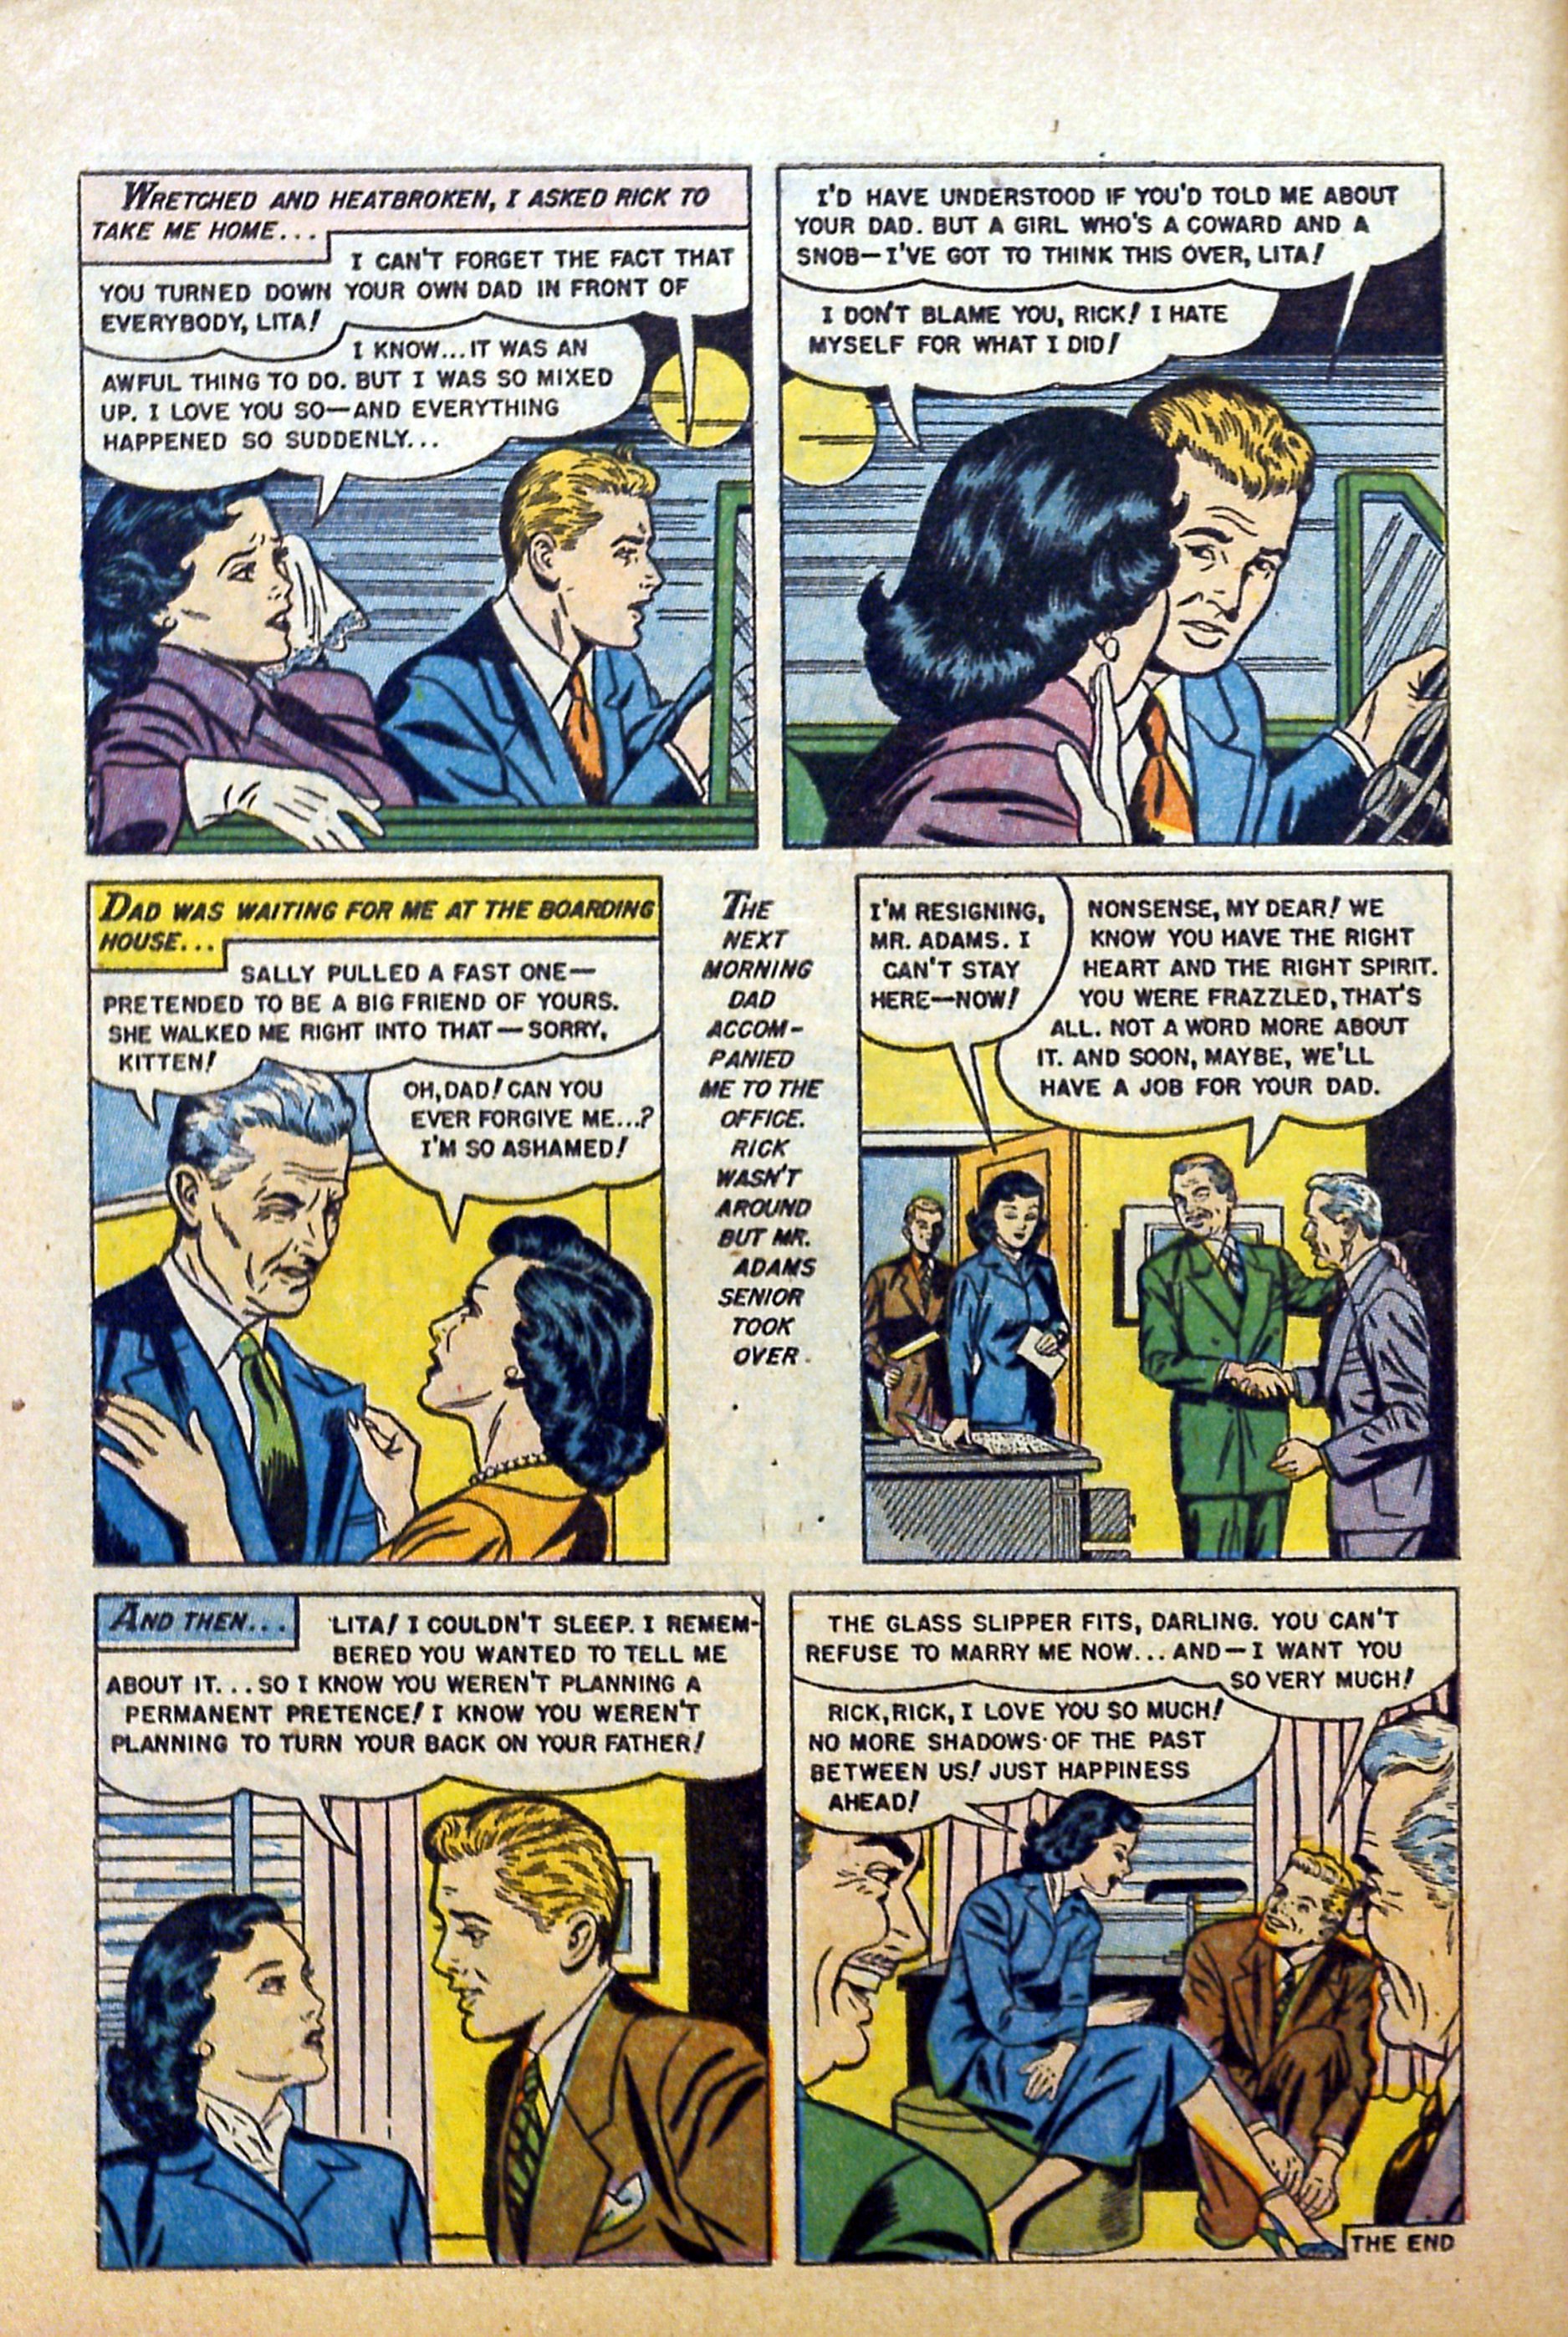 WRETCHED AND HEATBROKEN, I ASKED RICK TO
TAKE ME HOME...
I CAN'T FORGET THE FACT THAT
YOU TURNED DOWN YOUR OWN DAD IN FRONT OF
EVERYBODY, LITA!
I KNOW...IT WAS AN
AWFUL THING TO DO. BUT I WAS SO MIXED
UP. I LOVE YOU SO—AND EVERYTHING
HAPPENED SO SUDDENLY...
I'D HAVE UNDERSTOOD IF YOU'D TOLD ME ABOUT
YOUR DAD. BUT A GIRL WHO'S A COWARD AND A
SNOB—I'VE GOT TO THINK THIS OVER, LITA!
I DON'T BLAME YOU, RICK! I HATE
MYSELF FOR WHAT I DID!
DAD WAS WAITING FOR ME AT THE BOARDING
HOUSE...
SALLY PULLED A FAST ONE—
PRETENDED TO BE A BIG FRIEND OF YOURS.
SHE WALKED ME RIGHT INTO THAT—SORRY,
KITTEN!
OH, DAD! CAN YOU
EVER FORGIVE ME...?
I'M SO ASHAMED!
THE
NEXT
MORNING
DAD
ACCOM-
PANIED
ME TO THE
OFFICE.
RICK
WASN'T
AROUND
BUT MR.
ADAMS
SENIOR
TOOK
OVER.
I'M RESIGNING,
MR. ADAMS. I
CAN'T STAY
HERE—NOW!
NONSENSE, MY DEAR! WE
KNOW YOU HAVE THE RIGHT
HEART AND THE RIGHT SPIRIT.
YOU WERE FRAZZLED, THAT'S
ALL. NOT A WORD MORE ABOUT
IT. AND SOON, MAYBE, WE'LL
HAVE A JOB FOR YOUR DAD.
AND THEN...
LITA! I COULDN'T SLEEP. I REMEM-
BERED YOU WANTED TO TELL ME
ABOUT IT...SO I KNOW YOU WEREN'T PLANNING A
PERMANENT PRETENCE! I KNOW YOU WEREN'T
PLANNING TO TURN YOUR BACK ON YOUR FATHER!
THE GLASS SLIPPER FITS, DARLING. YOU CAN'T
REFUSE TO MARRY ME NOW...AND—I WANT YOU
SO VERY MUCH!
RICK, RICK, I LOVE YOU SO MUCH!
NO MORE SHADOWS OF THE PAST
BETWEEN US! JUST HAPPINESS
AHEAD!
THE END